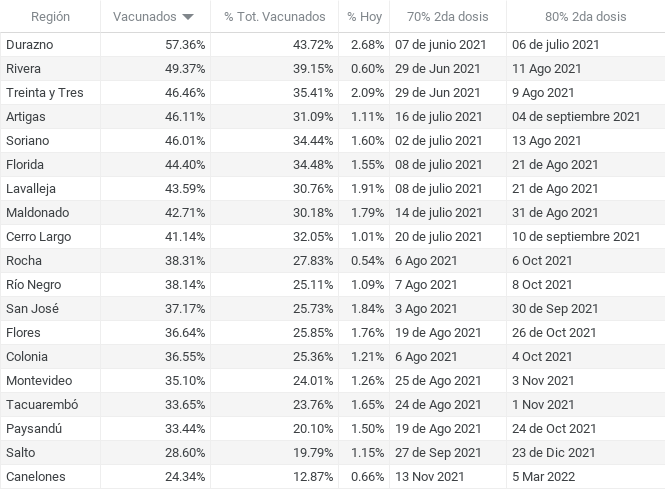 Región Vacunados % Tot. Vacunados % Hoy 70% 2da dosis 80% 2da dosis
Durazno 57.36% 43.72% 2.68% 07 de junio 2021 06 de julio 2021
Rivera 49.37% 39.15% 0.60% 29 de Jun 2021 11 Ago 2021
Treinta y Tres 46.46% 35.41% 2.09% 29 de Jun 2021 9 Ago 2021
Artigas 46.11% 31.09% 1.11% 16 de julio 2021 04 de septiembre 2021
Soriano 46.01% 34.44% 1.60% 02 de julio 2021 13 Ago 2021
Florida 44.40% 34.48% 1.55% 08 de julio 2021 21 de Ago 2021
Lavalleja 43.59% 30.76% 1.91% 08 de julio 2021 21 de Ago 2021
Maldonado 42.71% 30.18% 1.79% 14 de julio 2021 31 de Ago 2021
Cerro Largo 41.14% 32.05% 1.01% 20 de julio 2021 10 de septiembre 2021
Rocha 38.31% 27.83% 0.54% 6 Ago 2021 6 Oct 2021
Río Negro 38.14% 25.11% 1.09% 7 Ago 2021 8 Oct 2021
San José 37.17% 25.73% 1.84% 3 Ago 2021 30 de Sep 2021
Flores 36.64% 25.85% 1.76% 19 de Ago 2021 26 de Oct 2021
Colonia 36.55% 25.36% 1.21% 6 Ago 2021 4 Oct 2021
Montevideo 35.10% 24.01% 1.26% 25 de Ago 2021 3 Nov 2021
Tacuarembó 33.65% 23.76% 1.65% 24 de Ago 2021 1 Nov 2021
Paysandú 33.44% 20.10% 1.50% 19 de Ago 2021 24 de Oct 2021
Salto 28.60% 19.79% 1.15% 27 de Sep 2021 23 de Dic 2021
Canelones 24.34% 12.87% 0.66% 13 Nov 2021 5 Mar 2022